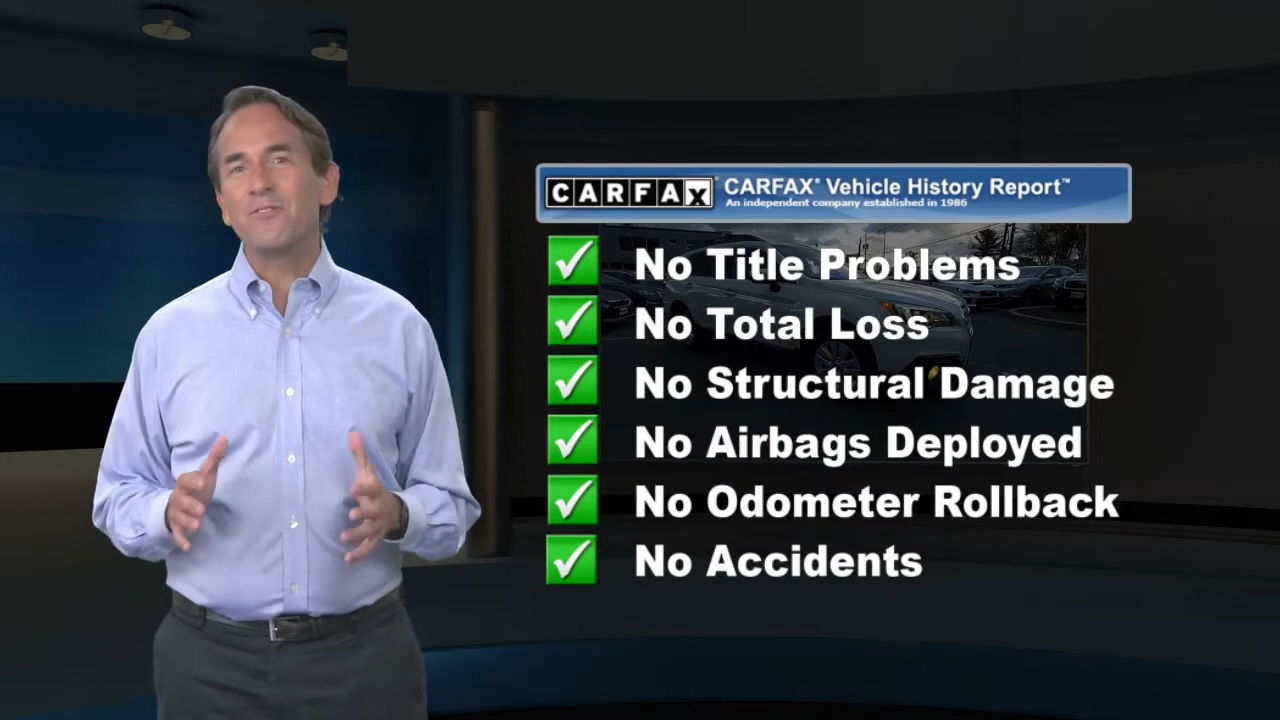 CARFAX® CARFAX® Vehicle History Report™
An independent company established in 1986
No Title Problems
No Total Loss
No Structural Damage
No Airbags Deployed
No Odometer Rollback
No Accidents